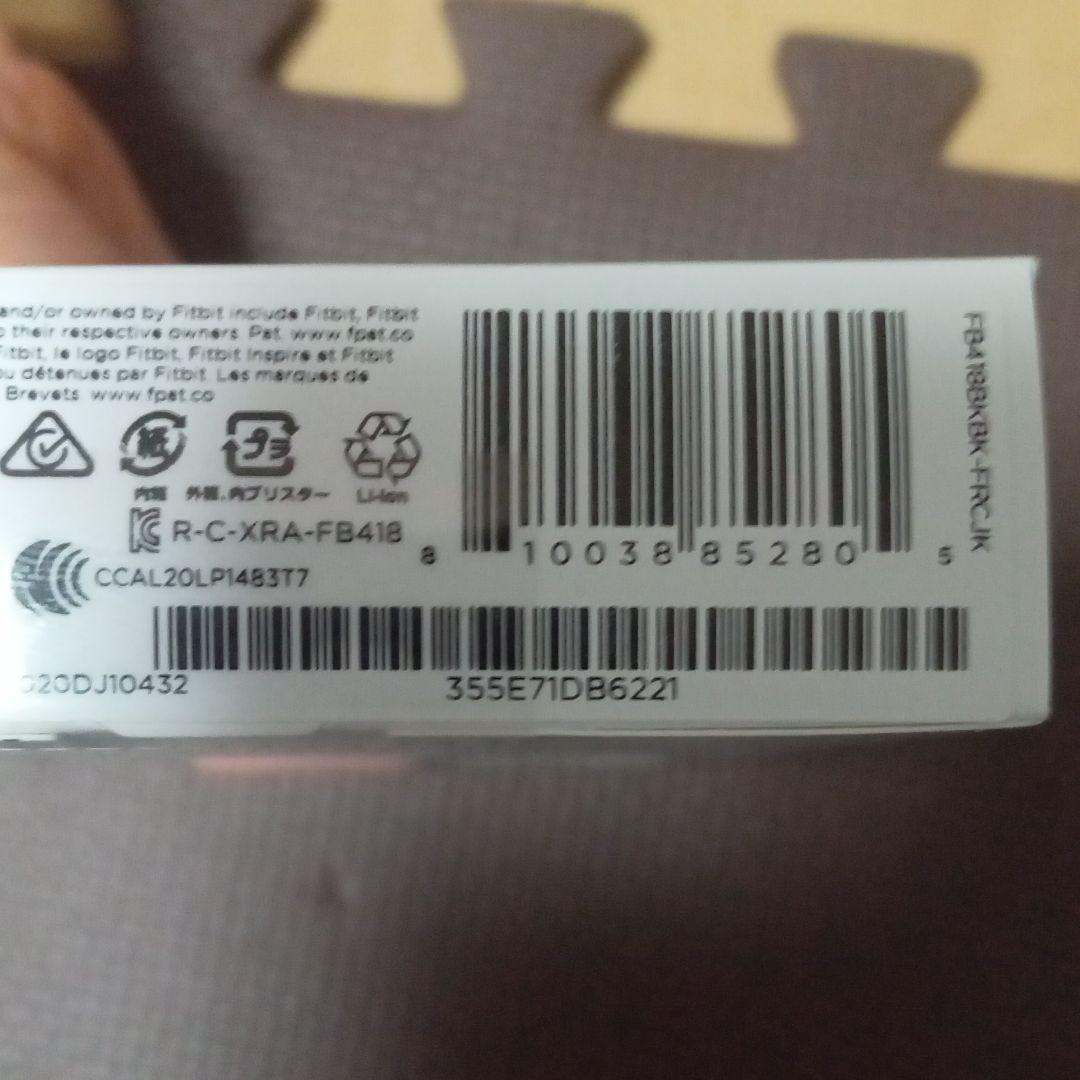 and/or owned by Fitbit include Fitbit, Fitbit
their respective owners. Pat. www.fpat.co
Fitbit, le logo Fitbit, Fitbit Inspire et Fitbit
ou détenues par Fitbit. Les marques de
Brevets www.fpat.co
紙
プラ
内箱 外箱、内ブリスター Li-ion
R-C-XRA-FB418
CCAL20LP1483T7
8 10038 85280 5
FB418BKBK-FRCJK
020DJ10432
355E71DB6221